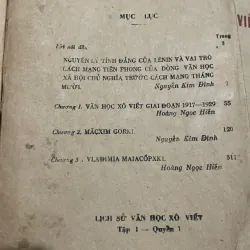 MỤC LỤC
Trang
Lời nói đầu
NGUYÊN LÝ TÍNH ĐẢNG CỦA LÊNIN VÀ VAI TRÒ
CÁCH MẠNG TIÊN PHONG CỦA DÒNG VĂN HỌC
XÃ HỘI CHỦ NGHĨA TRƯỚC CÁCH MẠNG THÁNG
MƯỜI. Nguyễn Kim Đính 7
Chương 1. VĂN HỌC XÔ VIẾT GIAI ĐOẠN 1917-1929 55
Hoàng Ngọc Hiến
Chương 2. MĂCXIM GORKI. 120
Nguyễn Kim Đính
Chương 3. VLAĐIMIA MAIACÔPXKI.
Hoàng Ngọc Hiến
LỊCH SỬ VĂN HỌC XÔ VIẾT
Tập 1 — Quyển 1